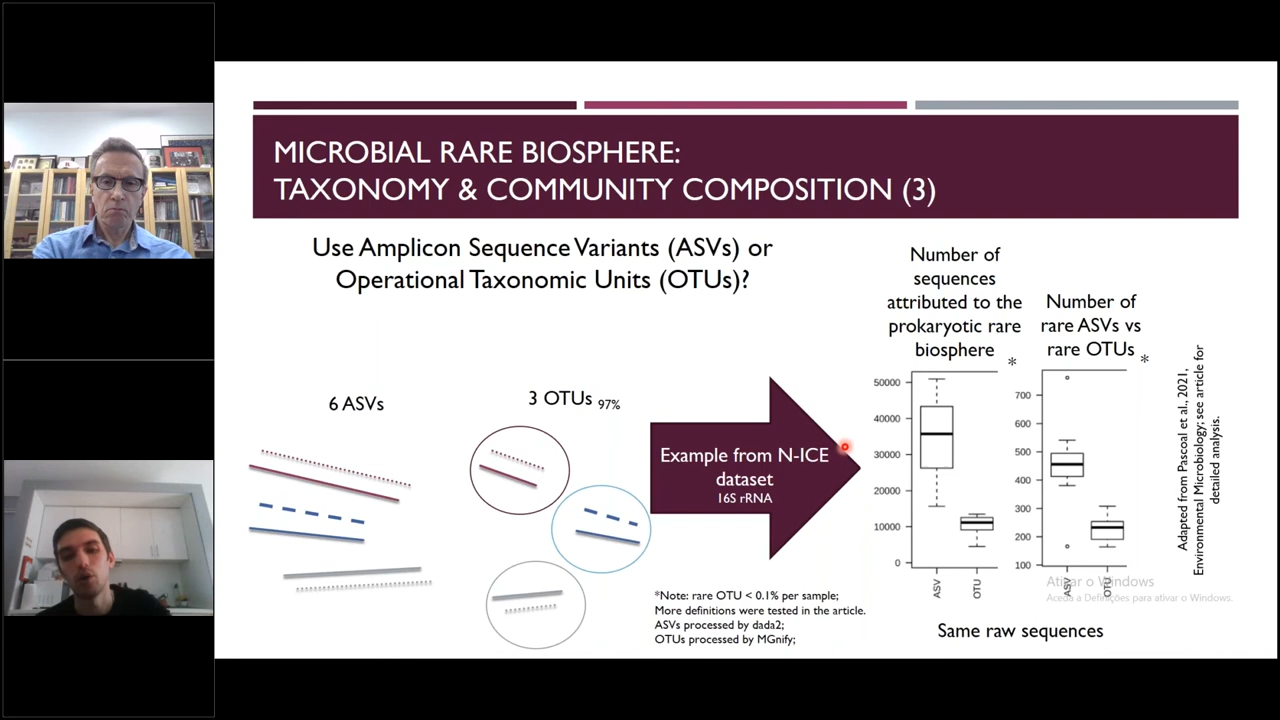 MICROBIAL RARE BIOSPHERE:
TAXONOMY & COMMUNITY COMPOSITION (3)
Use Amplicon Sequence Variants (ASVs) or
Operational Taxonomic Units (OTUs)?
6 ASVs
3 OTUs 97%
Example from N-ICE
dataset
16S rRNA
*Note: rare OTU < 0.1% per sample;
More definitions were tested in the article.
ASVs processed by dada2;
OTUs processed by MGnify;
Number of
sequences
attributed to the
prokaryotic rare
biosphere
*
50000
40000
30000
20000
10000
0
ASV
OTU
Number of
rare ASVs vs
rare OTUs
*
700
600
500
400
300
200
100
ASV
OTU
Same raw sequences
Adapted from Pascoal et al., 2021,
Environmental Microbiology; see article for
detailed analysis.
Ativar o Windows
Aceda a Definições para ativar o Windows.